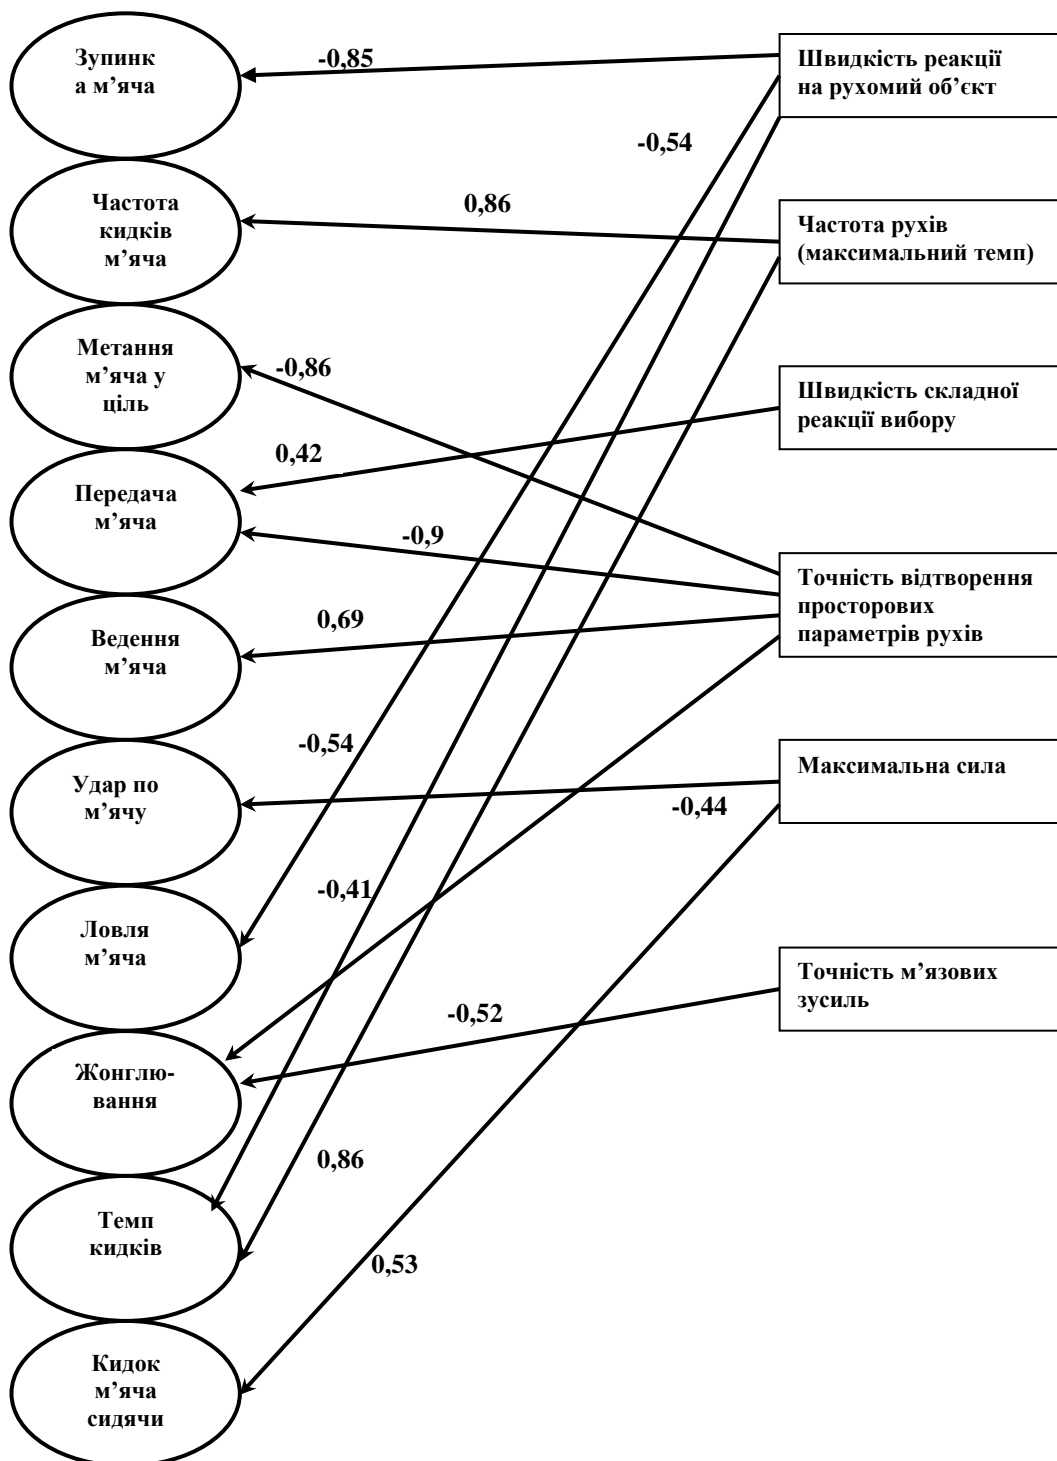 Зупинк
а м’яча
-0,85
Швидкість реакції
на рухомий об’єкт
-0,54
Частота
кидків
м’яча
0,86
Частота рухів
(максимальний темп)
Метання
м’яча у
ціль
-0,86
Швидкість складної
реакції вибору
0,42
Передача
м’яча
-0,9
Точність відтворення
просторових
параметрів рухів
Ведення
м’яча
0,69
-0,54
Удар по
м’ячу
Максимальна сила
-0,44
-0,41
Ловля
м’яча
Точність м’язових
зусиль
-0,52
Жонглю-
вання
0,86
Темп
кидків
0,53
Кидок
м’яча
сидячи